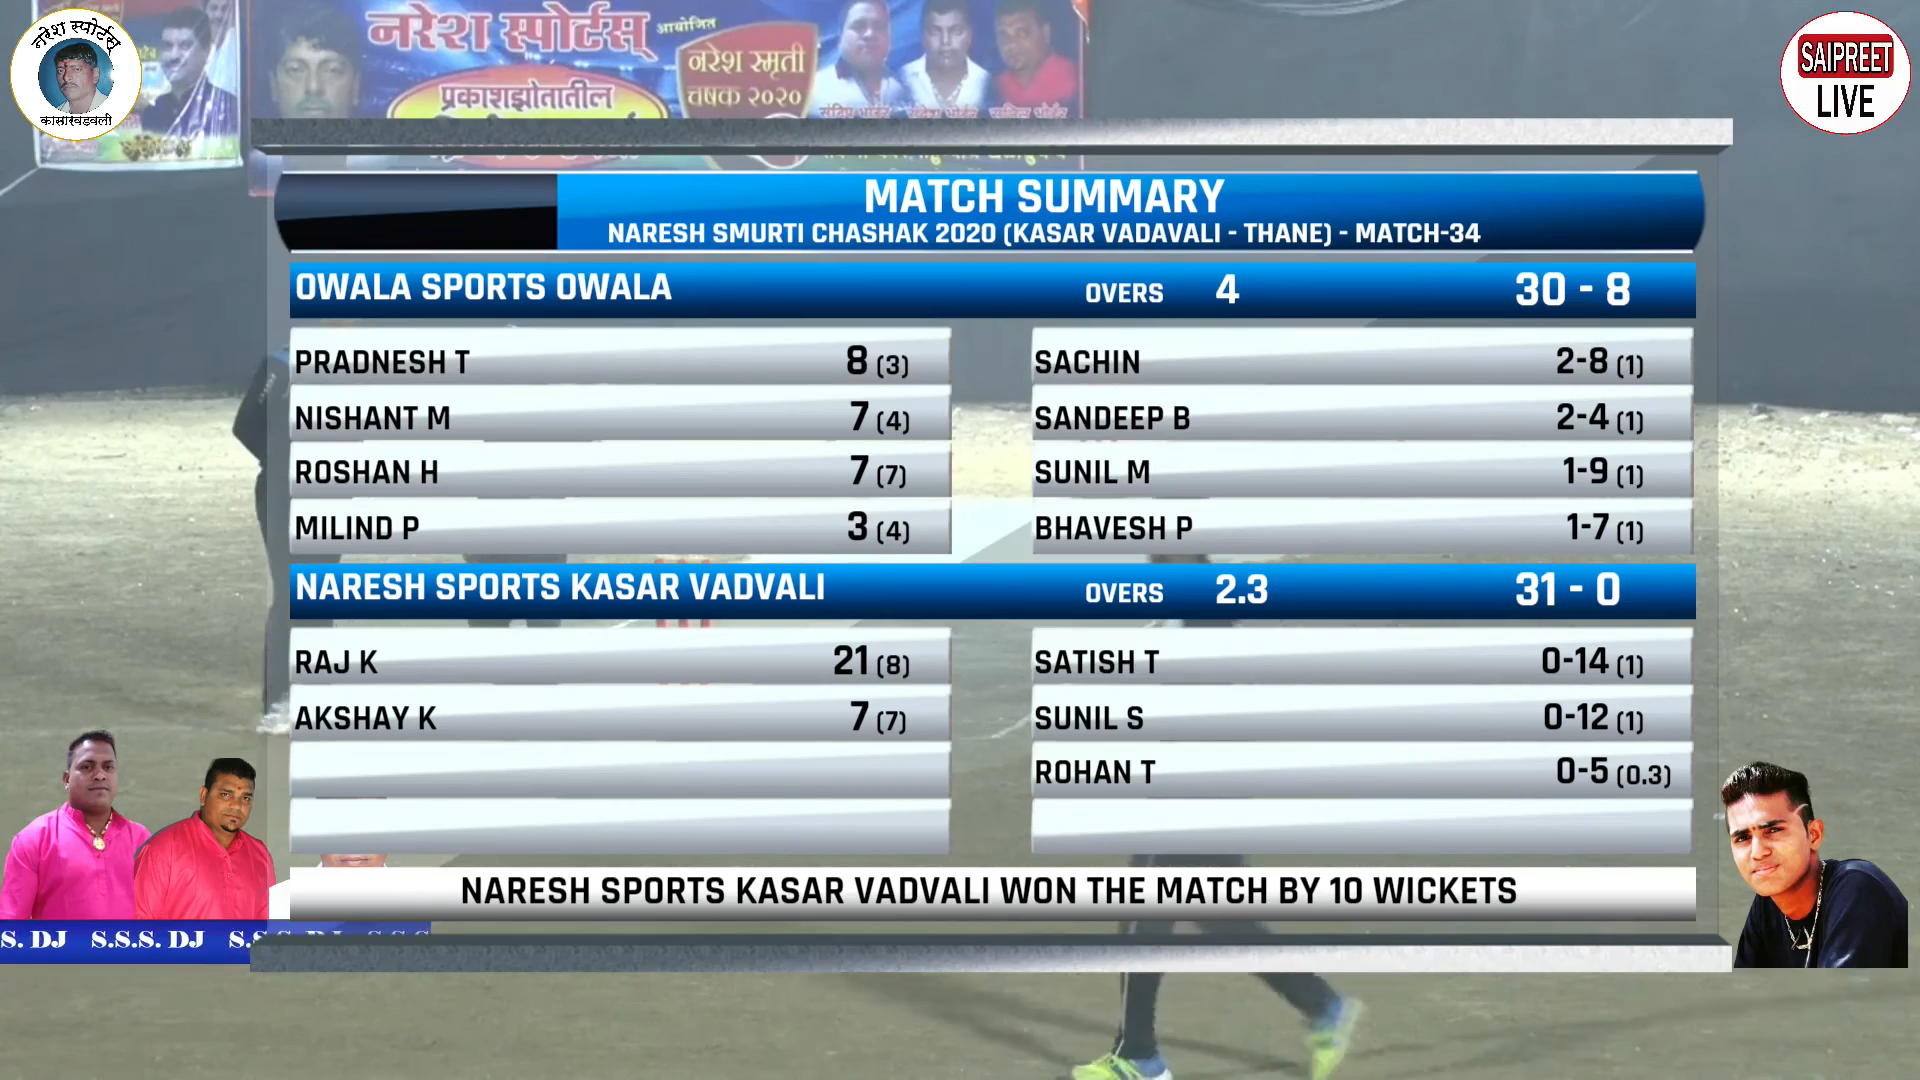 नरेश स्पोर्टस्
कासारवडवली
नरेश स्पोर्टस्
आयोजित
नरेश स्मृती
चषक २०२०
प्रकाशझोतातील
SAIPREET
LIVE
MATCH SUMMARY
NARESH SMURTI CHASHAK 2020 (KASAR VADAVALI - THANE) - MATCH-34
OWALA SPORTS OWALA OVERS 4 30 - 8
PRADNESH T 8 (3) SACHIN 2-8 (1)
NISHANT M 7 (4) SANDEEP B 2-4 (1)
ROSHAN H 7 (7) SUNIL M 1-9 (1)
MILIND P 3 (4) BHAVESH P 1-7 (1)
NARESH SPORTS KASAR VADVALI OVERS 2.3 31 - 0
RAJ K 21 (8) SATISH T 0-14 (1)
AKSHAY K 7 (7) SUNIL S 0-12 (1)
ROHAN T 0-5 (0.3)
NARESH SPORTS KASAR VADVALI WON THE MATCH BY 10 WICKETS
S. DJ S.S.S. DJ